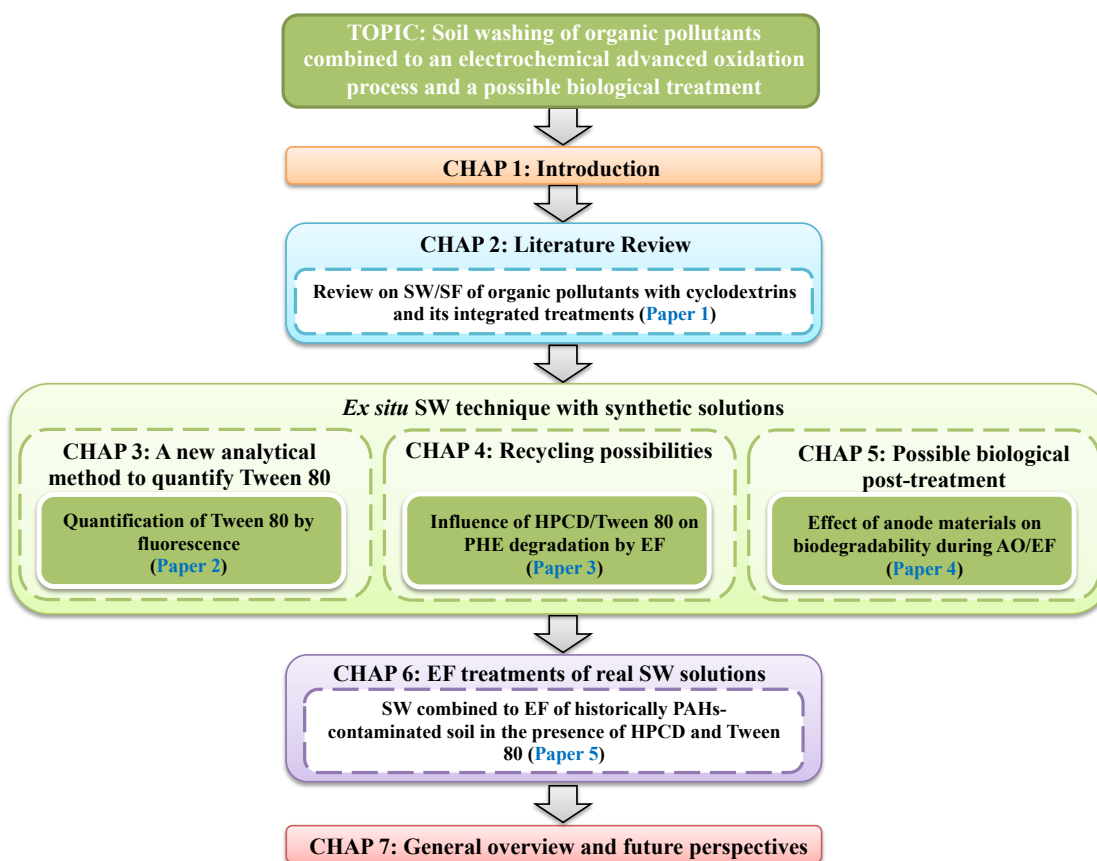 TOPIC: Soil washing of organic pollutants
combined to an electrochemical advanced oxidation
process and a possible biological treatment
CHAP 1: Introduction
CHAP 2: Literature Review
Review on SW/SF of organic pollutants with cyclodextrins
and its integrated treatments (Paper 1)
Ex situ SW technique with synthetic solutions
CHAP 3: A new analytical
method to quantify Tween 80
Quantification of Tween 80 by
fluorescence
(Paper 2)
CHAP 4: Recycling possibilities
Influence of HPCD/Tween 80 on
PHE degradation by EF
(Paper 3)
CHAP 5: Possible biological
post-treatment
Effect of anode materials on
biodegradability during AO/EF
(Paper 4)
CHAP 6: EF treatments of real SW solutions
SW combined to EF of historically PAHs-
contaminated soil in the presence of HPCD and Tween
80 (Paper 5)
CHAP 7: General overview and future perspectives